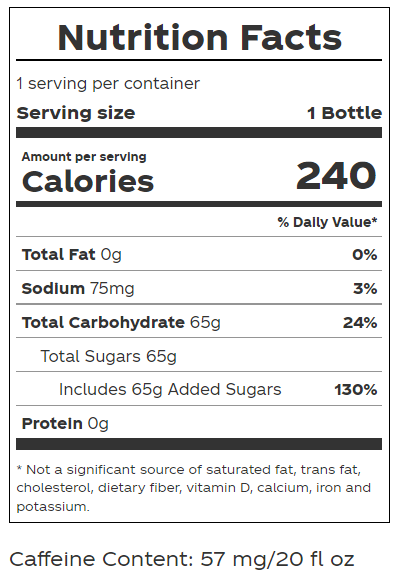 Nutrition Facts
1 serving per container
Serving size 1 Bottle
Amount per serving
Calories 240
% Daily Value*
Total Fat 0g 0%
Sodium 75mg 3%
Total Carbohydrate 65g 24%
Total Sugars 65g
Includes 65g Added Sugars 130%
Protein 0g
* Not a significant source of saturated fat, trans fat,
cholesterol, dietary fiber, vitamin D, calcium, iron and
potassium.
Caffeine Content: 57 mg/20 fl oz